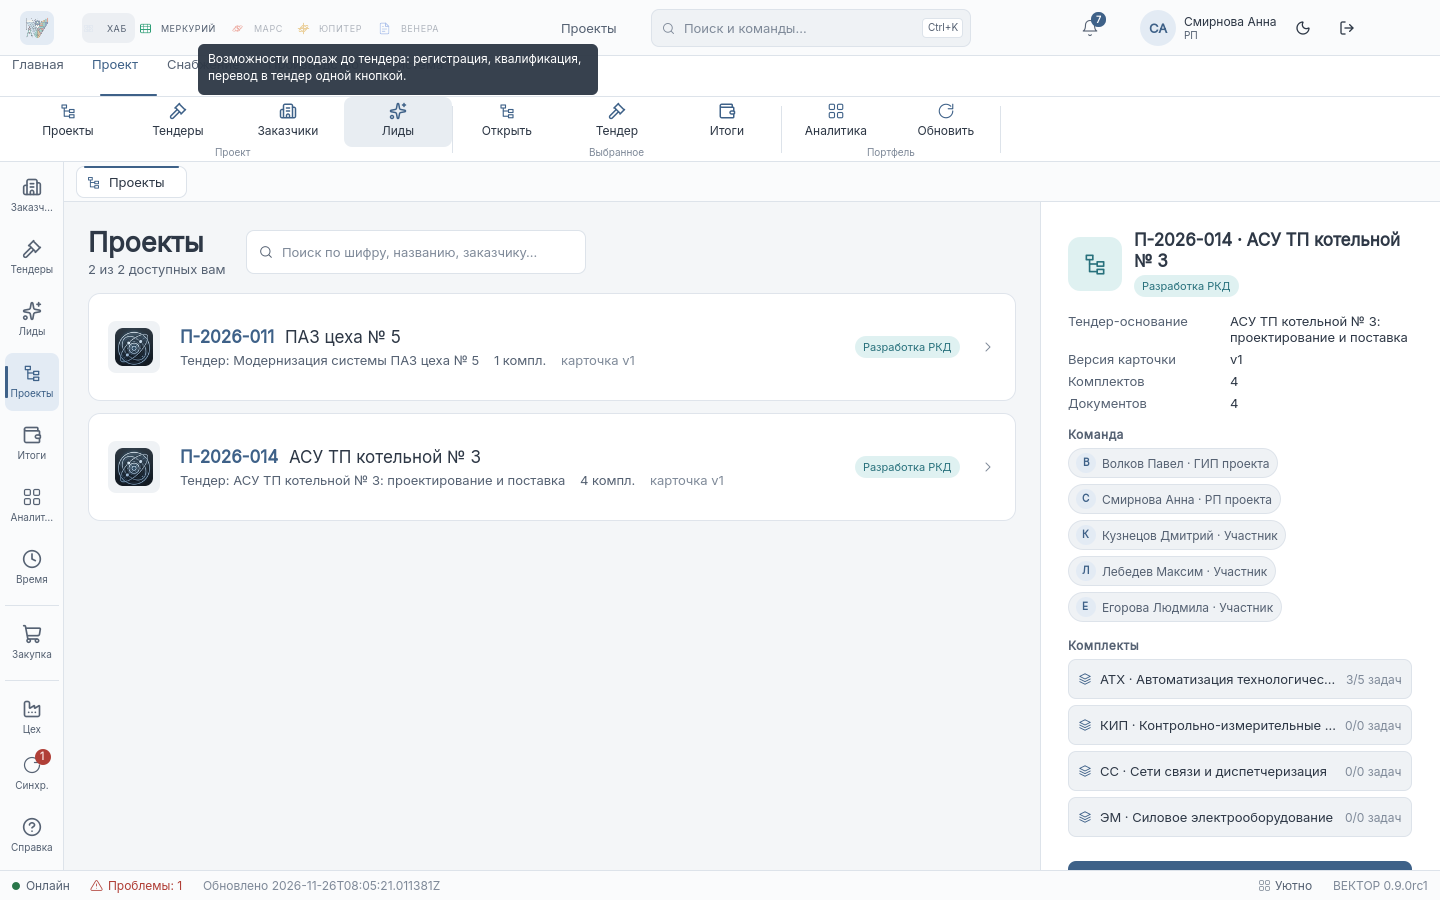 ХАБ МЕРКУРИЙ МАРС ЮПИТЕР ВЕНЕРА
Проекты
Поиск и команды... Ctrl+K
7
СА Смирнова Анна
РП
Главная Проект
Возможности продаж до тендера: регистрация, квалификация,
перевод в тендер одной кнопкой.
Проекты Тендеры Заказчики Лиды Открыть Тендер Итоги Аналитика Обновить
Проект Выбранное Портфель
Заказч...
Тендеры
Лиды
Проекты
Итоги
Аналит...
Время
Закупка
Цех
1
Синхр.
Справка
Проекты
Проекты
2 из 2 доступных вам
Поиск по шифру, названию, заказчику...
П-2026-011 ПАЗ цеха № 5
Тендер: Модернизация системы ПАЗ цеха № 5 1 компл. карточка v1
Разработка РКД
П-2026-014 АСУ ТП котельной № 3
Тендер: АСУ ТП котельной № 3: проектирование и поставка 4 компл. карточка v1
Разработка РКД
П-2026-014 · АСУ ТП котельной
№ 3
Разработка РКД
Тендер-основание АСУ ТП котельной № 3:
проектирование и поставка
Версия карточки v1
Комплектов 4
Документов 4
Команда
В Волков Павел · ГИП проекта
С Смирнова Анна · РП проекта
К Кузнецов Дмитрий · Участник
Л Лебедев Максим · Участник
Е Егорова Людмила · Участник
Комплекты
АТХ · Автоматизация технологичес... 3/5 задач
КИП · Контрольно-измерительные ... 0/0 задач
СС · Сети связи и диспетчеризация 0/0 задач
ЭМ · Силовое электрооборудование 0/0 задач
Онлайн Проблемы: 1 Обновлено 2026-11-26T08:05:21.011381Z
Уютно ВЕКТОР 0.9.0rc1